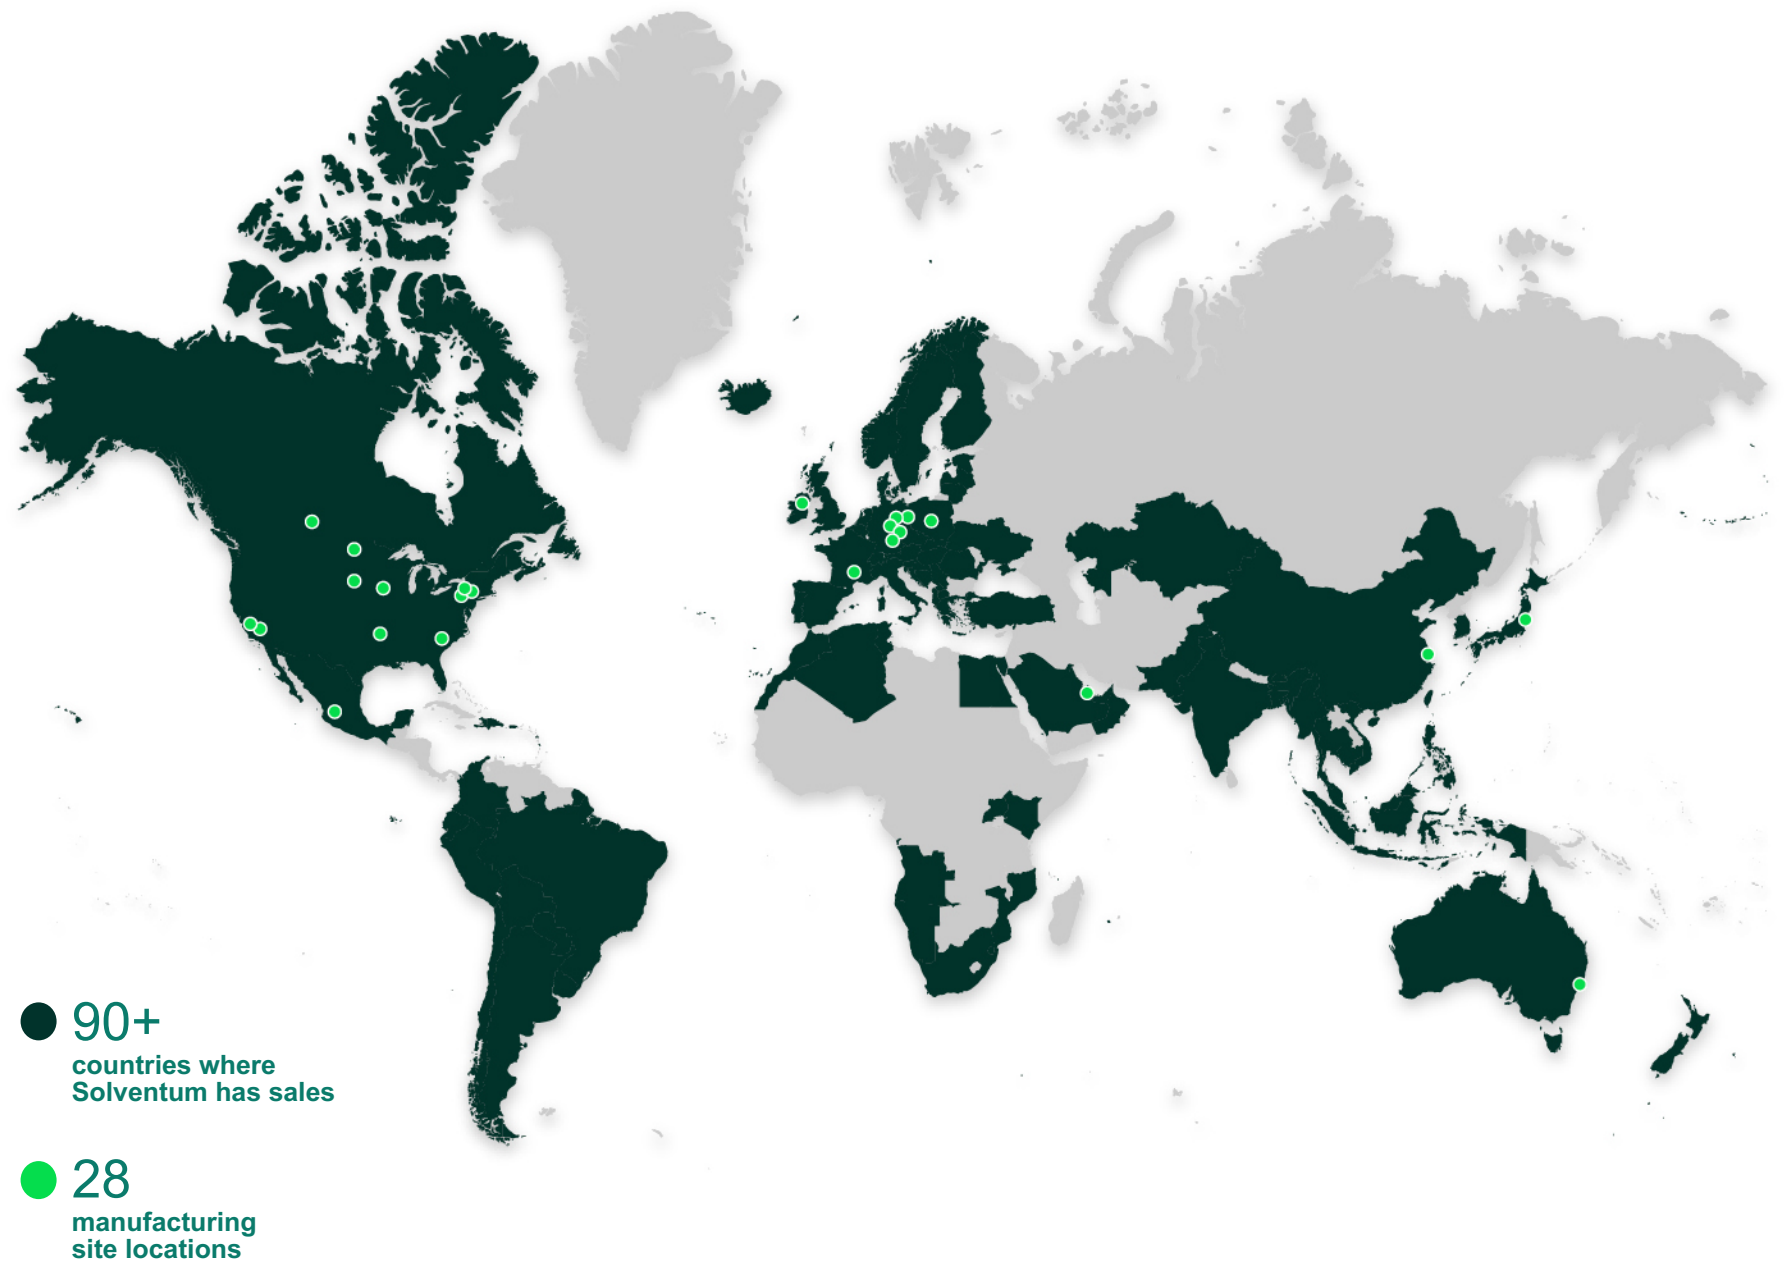 90+
countries where
Solventum has sales
28
manufacturing
site locations